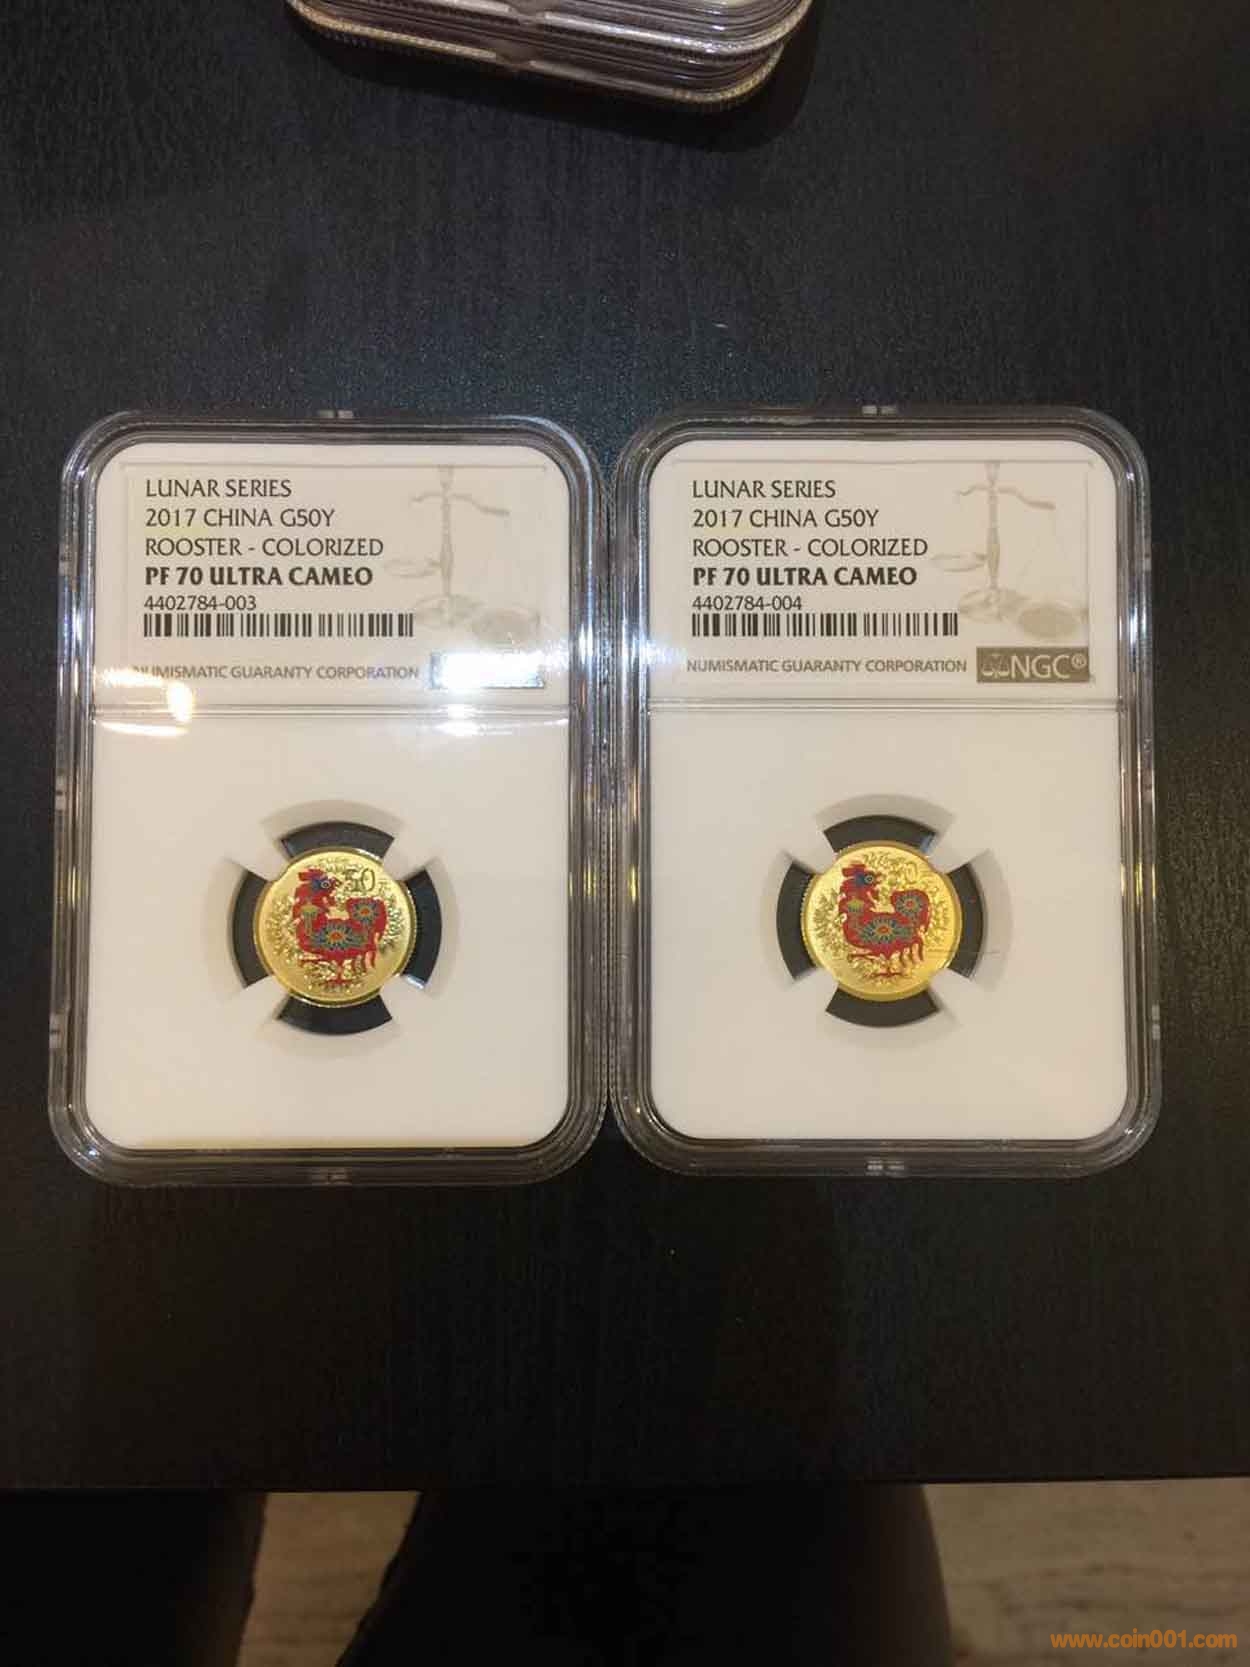 LUNAR SERIES
2017 CHINA G50Y
ROOSTER - COLORIZED
PF 70 ULTRA CAMEO
4402784-003
NUMISMATIC GUARANTY CORPORATION
50
LUNAR SERIES
2017 CHINA G50Y
ROOSTER - COLORIZED
PF 70 ULTRA CAMEO
4402784-004
NUMISMATIC GUARANTY CORPORATION NGC®
www.coin001.com